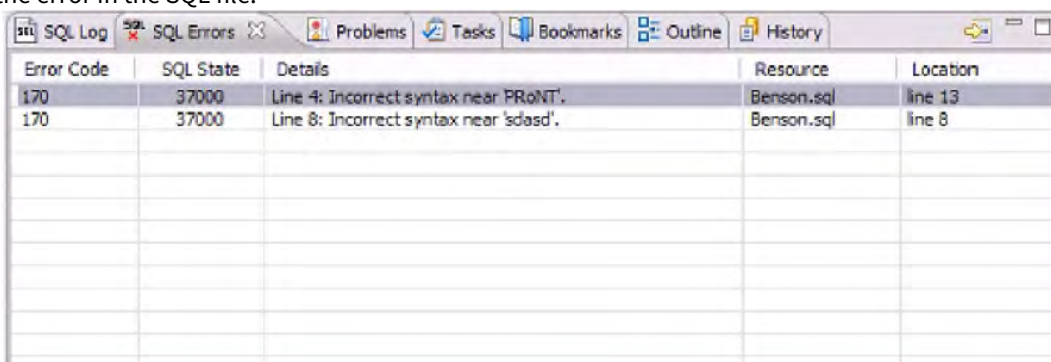 the error in the SQL file.
SQL Log SQL Errors Problems Tasks Bookmarks Outline History
Error Code SQL State Details Resource Location
170 37000 Line 4: Incorrect syntax near 'PRoNT'. Benson.sql line 13
170 37000 Line 8: Incorrect syntax near 'sdasd'. Benson.sql line 8